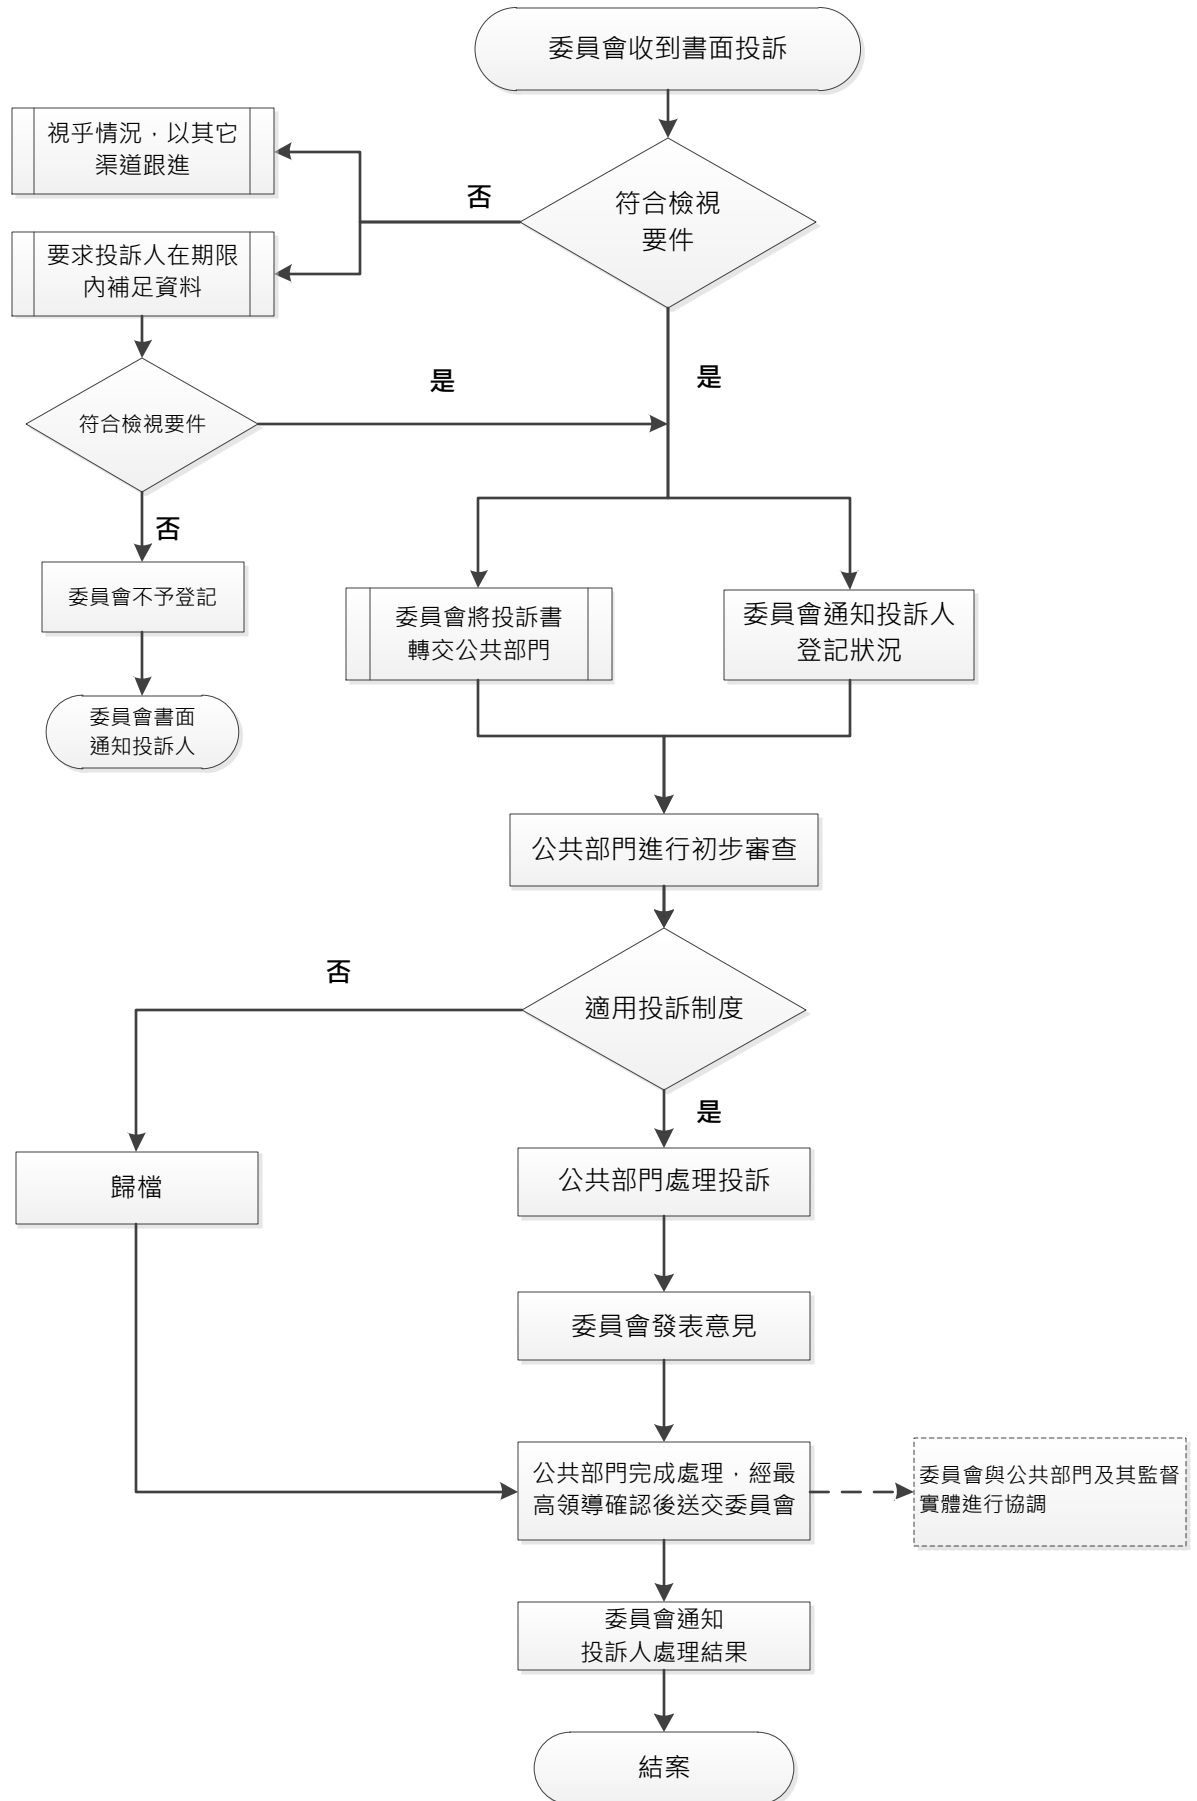 委員會收到書面投訴
視乎情況，以其它
渠道跟進
否
符合檢視
要件
要求投訴人在期限
內補足資料
是
是
符合檢視要件
否
委員會不予登記
委員會將投訴書
轉交公共部門
委員會通知投訴人
登記狀況
委員會書面
通知投訴人
公共部門進行初步審查
否
適用投訴制度
是
歸檔
公共部門處理投訴
委員會發表意見
公共部門完成處理，經最
高領導確認後送交委員會
委員會與公共部門及其監督
實體進行協調
委員會通知
投訴人處理結果
結案